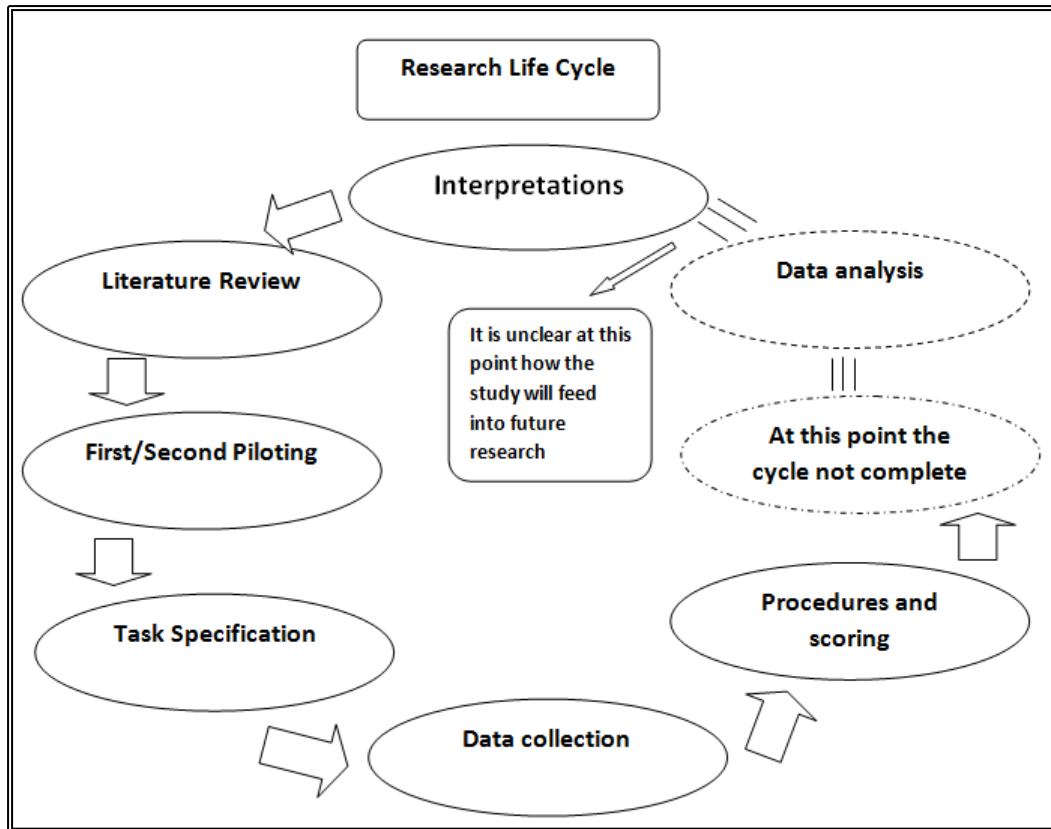 Research Life Cycle
Interpretations
Literature Review
Data analysis
It is unclear at this
point how the
study will feed
into future
research
First/Second Piloting
At this point the
cycle not complete
Task Specification
Procedures and
scoring
Data collection